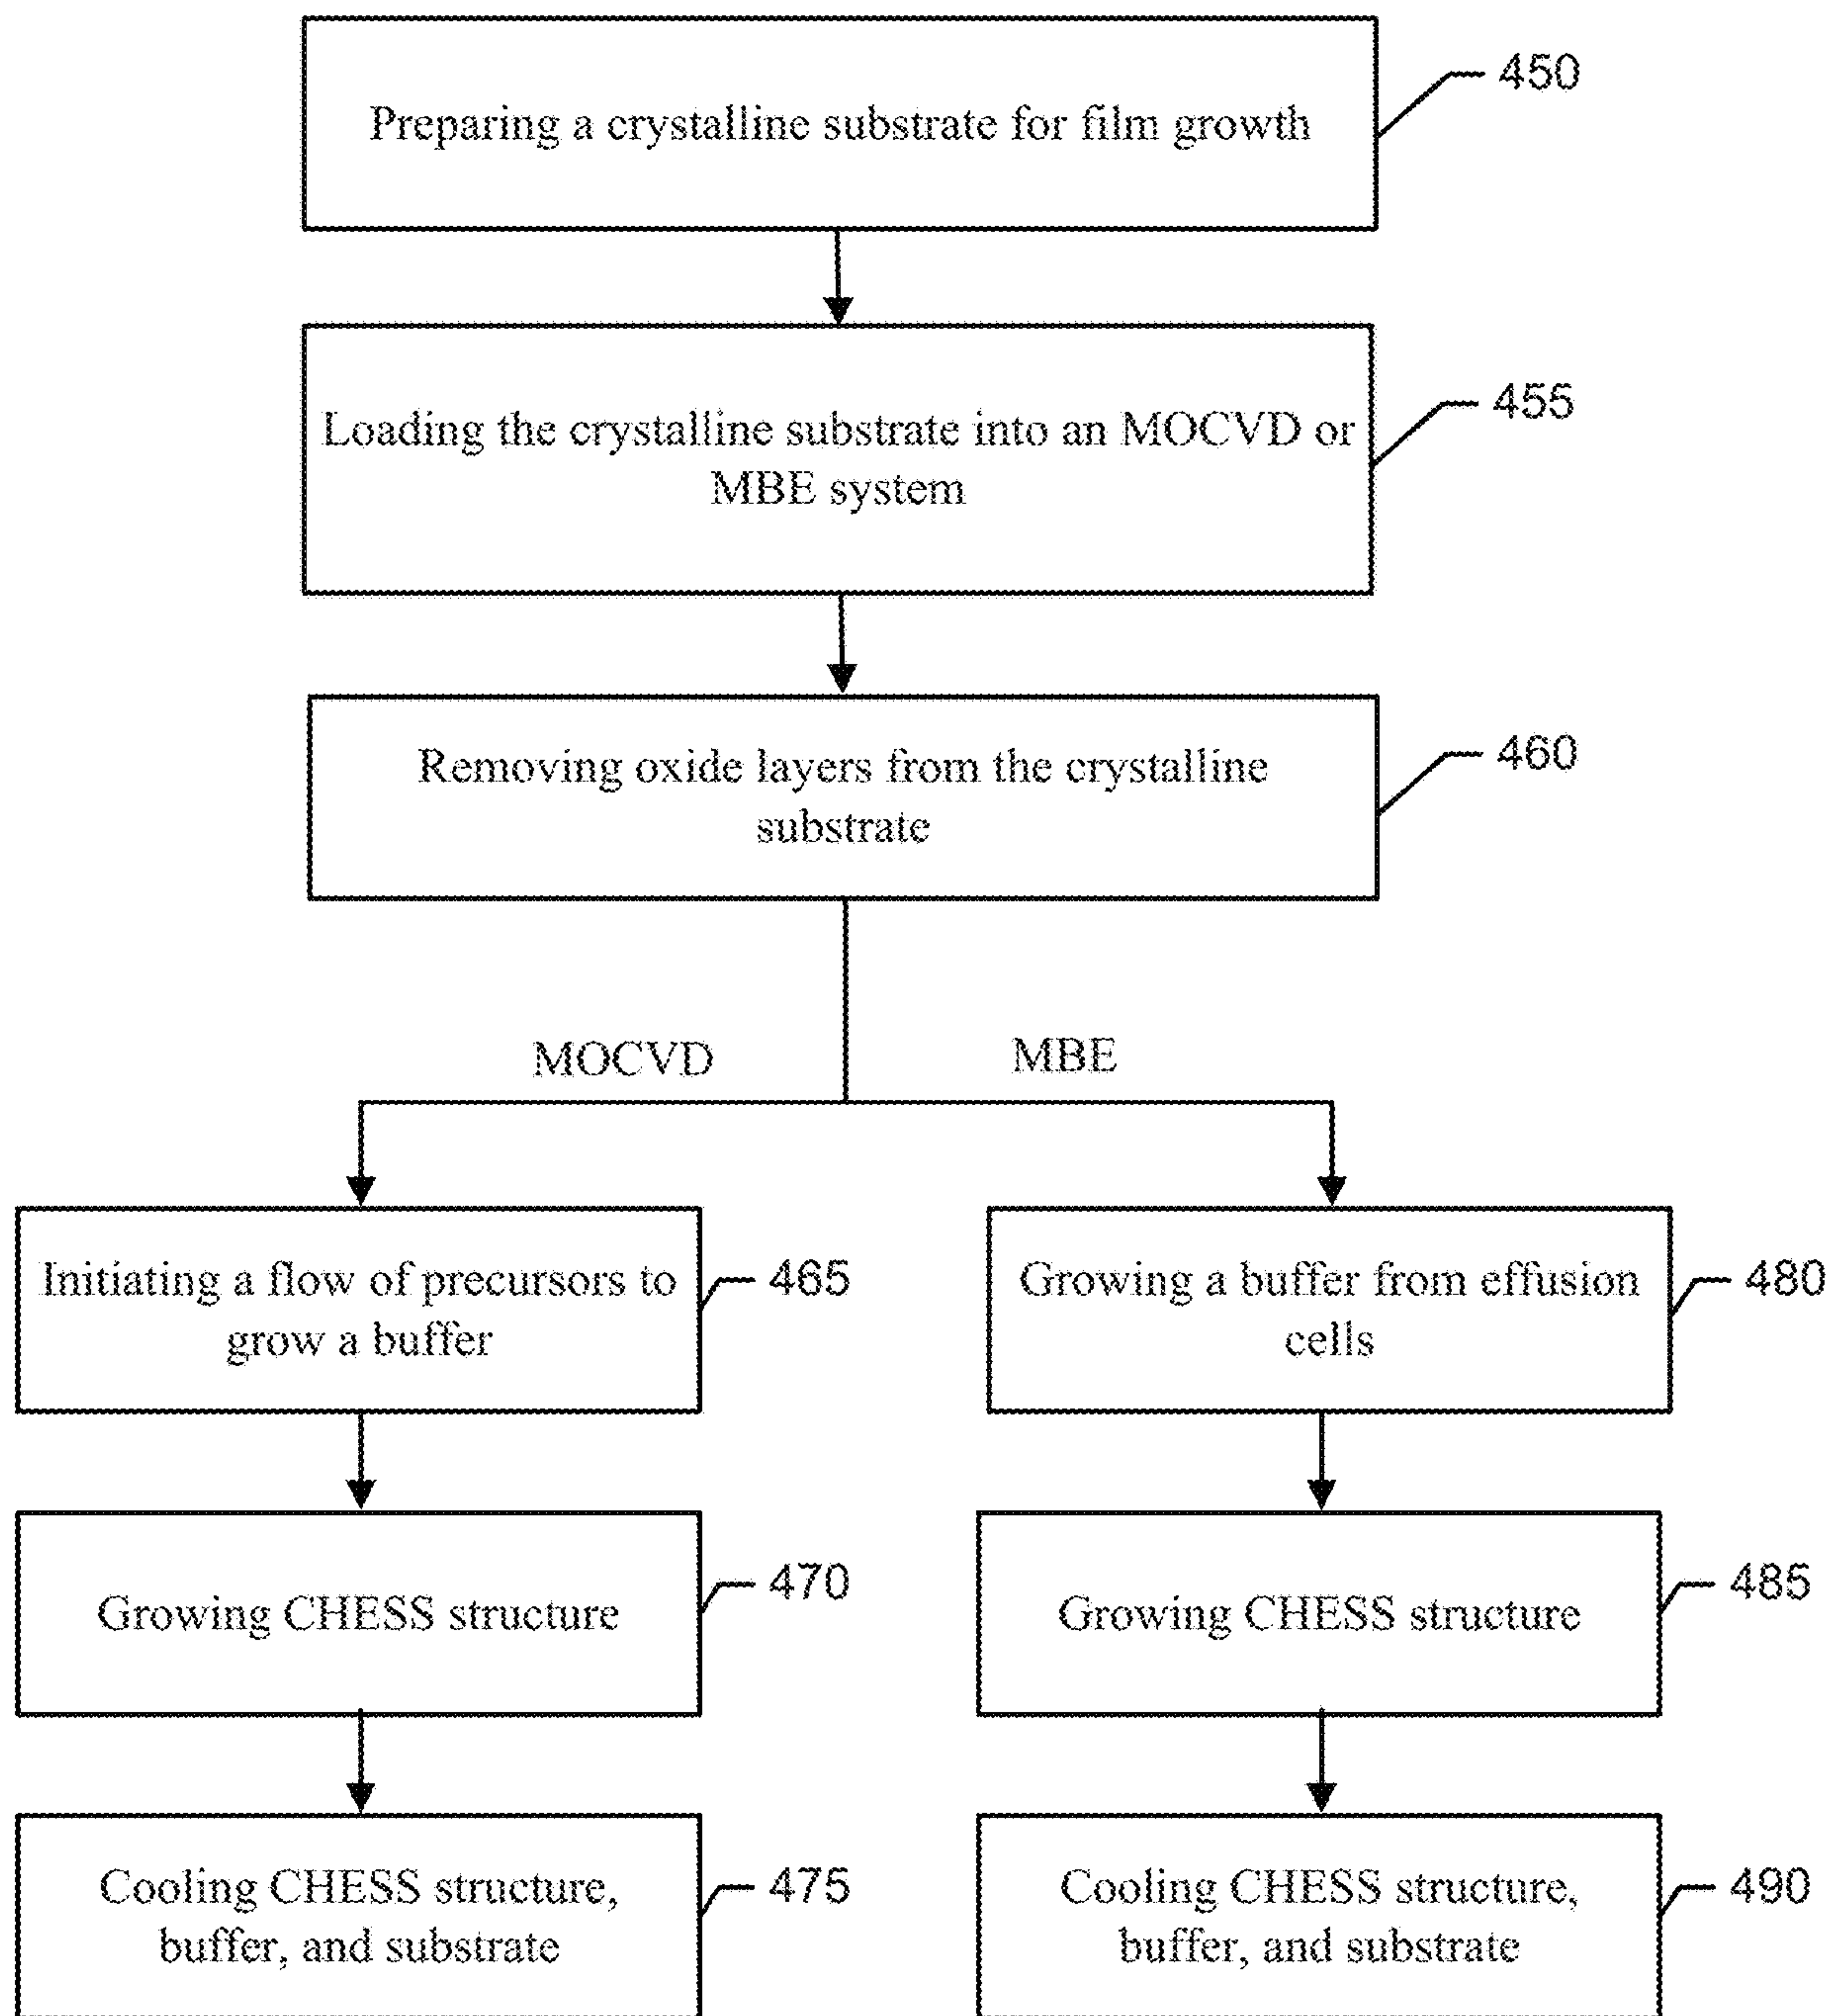 Preparing a crystalline substrate for film growth
450
Loading the crystalline substrate into an MOCVD or
MBE system
455
Removing oxide layers from the crystalline
substrate
460
MOCVD
MBE
Initiating a flow of precursors to
grow a buffer
465
Growing a buffer from effusion
cells
480
Growing CHESS structure
470
Growing CHESS structure
485
Cooling CHESS structure,
buffer, and substrate
475
Cooling CHESS structure,
buffer, and substrate
490